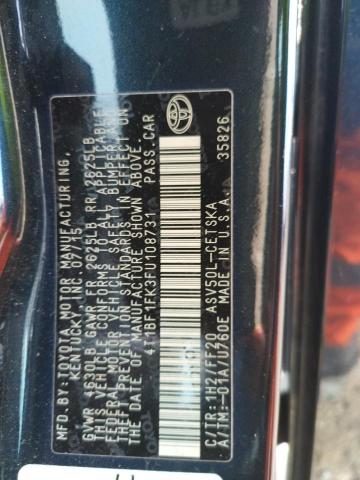 MFD. BY: TOYOTA MOTOR MANUFACTURING,
KENTUCKY, INC. 07/15
GVWR 4630LB GAWR FR 2625LB RR 2625LB
THIS VEHICLE CONFORMS TO ALL APPLICABLE
FEDERAL MOTOR VEHICLE SAFETY, BUMPER, AND
THEFT PREVENTION STANDARDS IN EFFECT ON
THE DATE OF MANUFACTURE SHOWN ABOVE.
4T1BF1FK3FU108731 PASS.CAR
C/TR: 1H2/FF20 ASV50L-CETSKA
A/TM: -01A/U760E MADE IN U.S.A. 35826